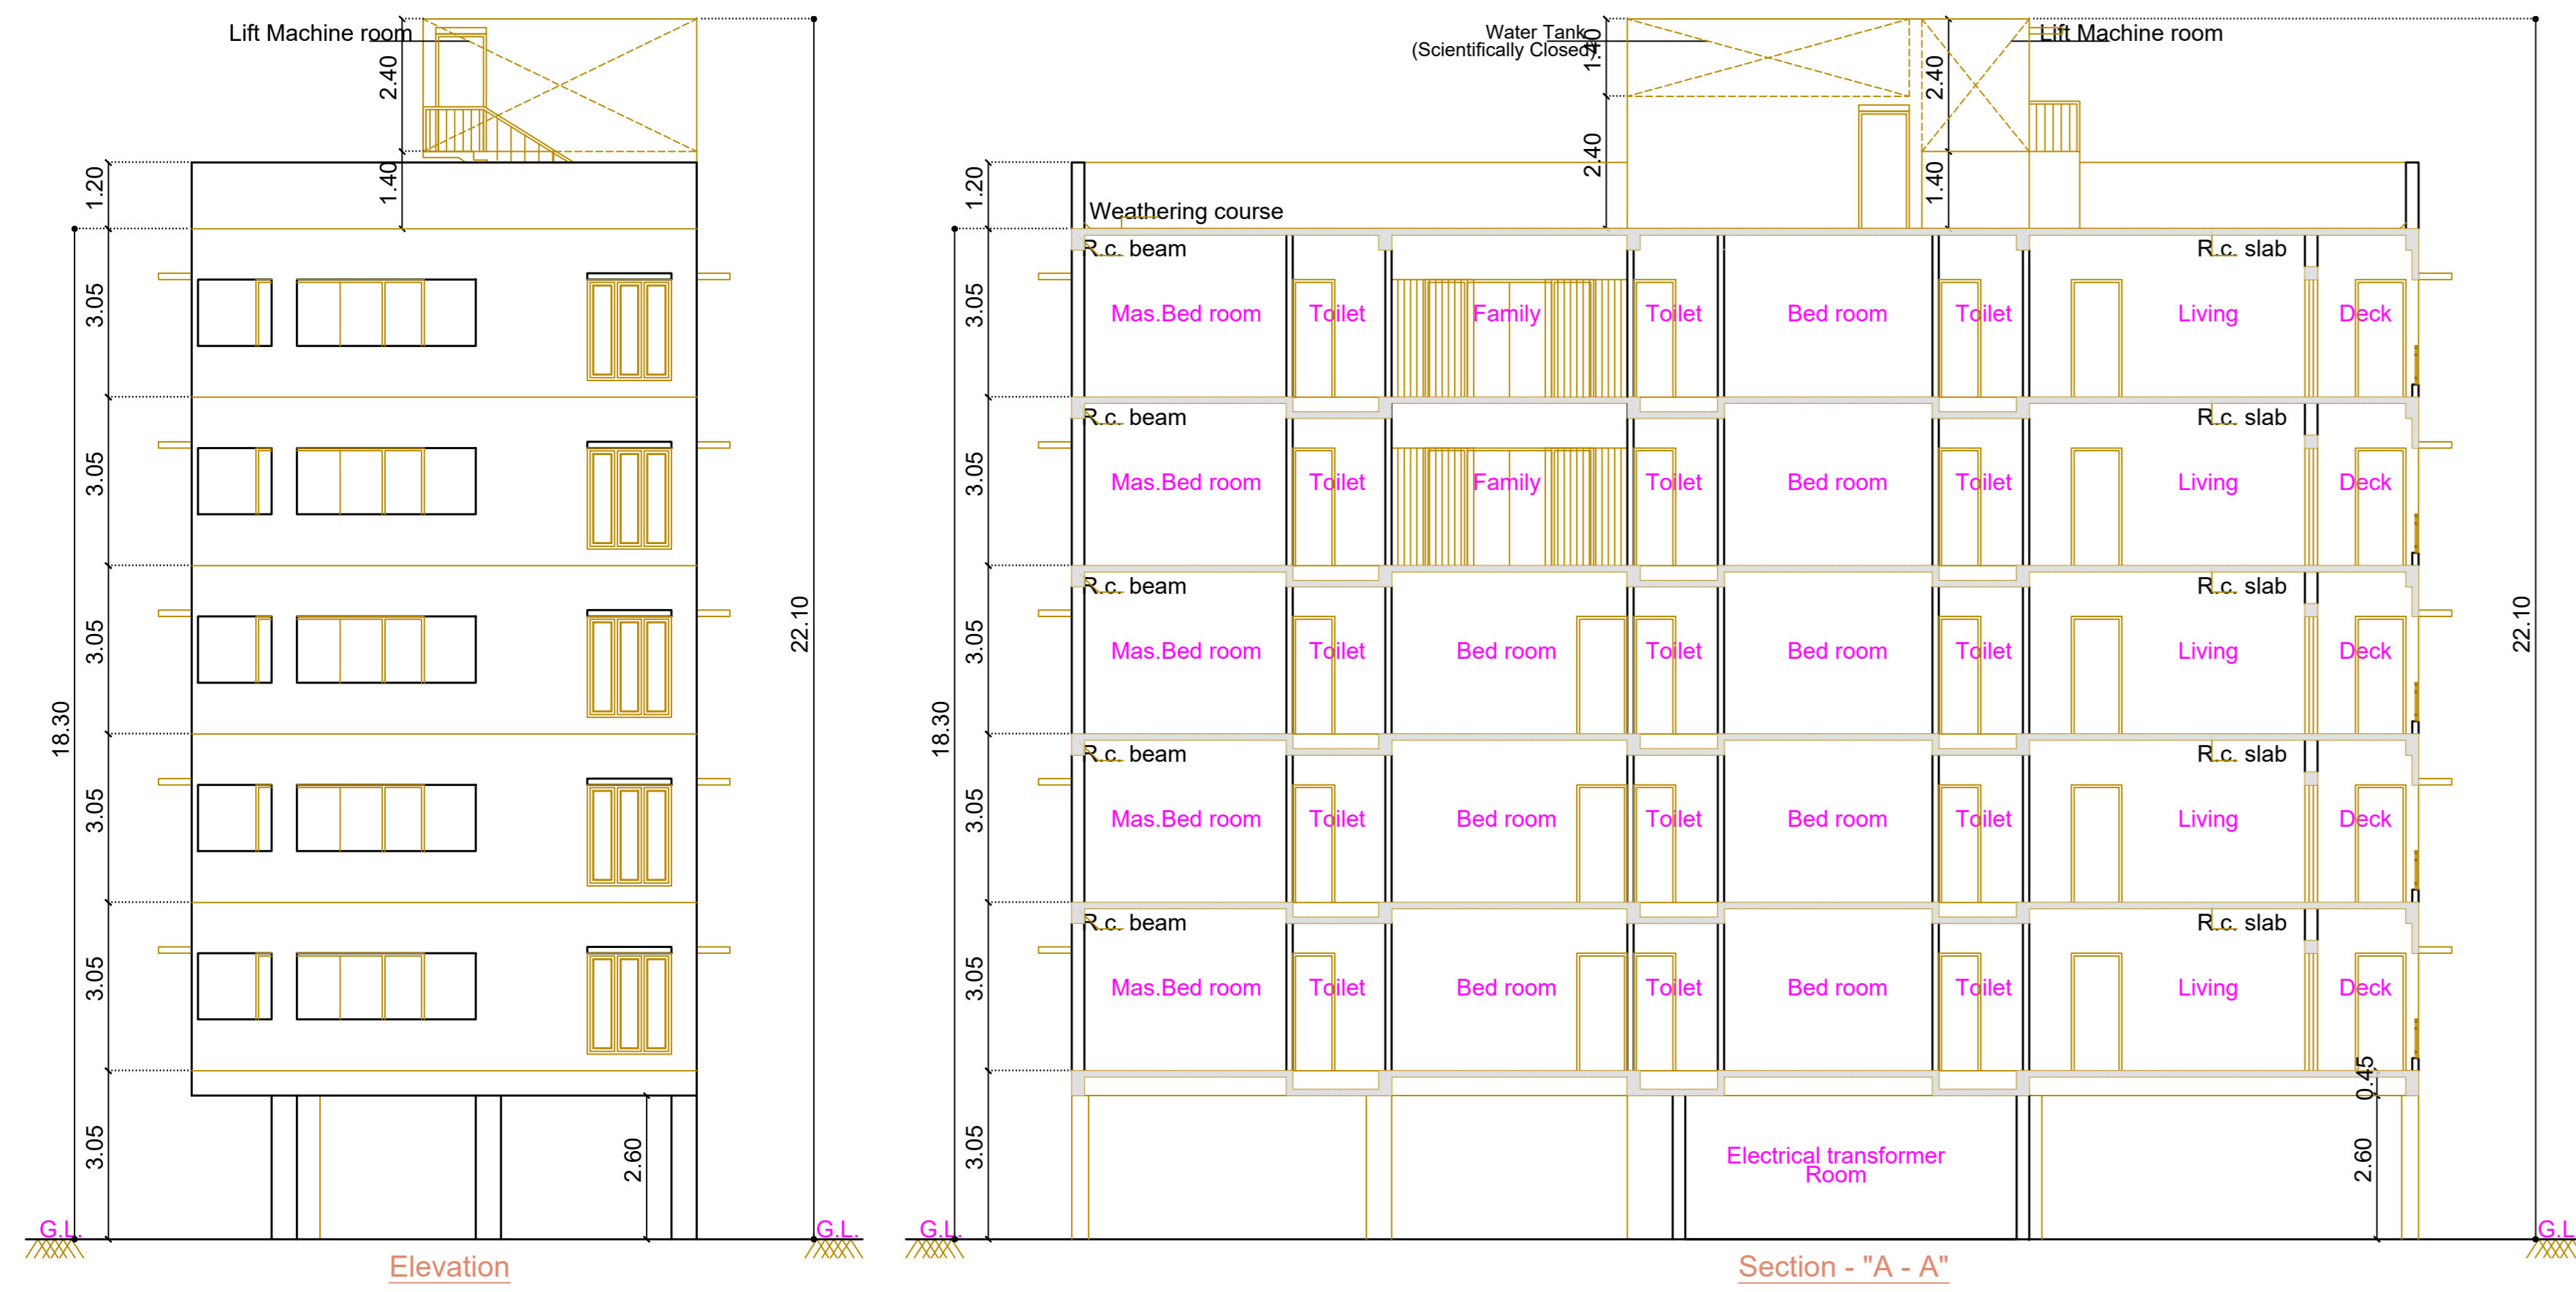 Lift Machine room
2.40
1.40
1.20
3.05
3.05
3.05
3.05
3.05
3.05
18.30
22.10
2.60
G.L.
G.L.
Elevation
Water Tank
(Scientifically Closed)
1.40
2.40
2.40
1.40
Lift Machine room
1.20
Weathering course
R.c. beam
R.c. slab
3.05
Mas.Bed room
Toilet
Family
Toilet
Bed room
Toilet
Living
Deck
R.c. beam
R.c. slab
3.05
Mas.Bed room
Toilet
Family
Toilet
Bed room
Toilet
Living
Deck
R.c. beam
R.c. slab
3.05
Mas.Bed room
Toilet
Bed room
Toilet
Bed room
Toilet
Living
Deck
22.10
18.30
R.c. beam
R.c. slab
3.05
Mas.Bed room
Toilet
Bed room
Toilet
Bed room
Toilet
Living
Deck
R.c. beam
R.c. slab
3.05
Mas.Bed room
Toilet
Bed room
Toilet
Bed room
Toilet
Living
Deck
0.45
3.05
Electrical transformer
Room
2.60
G.L.
G.L
Section - "A - A"